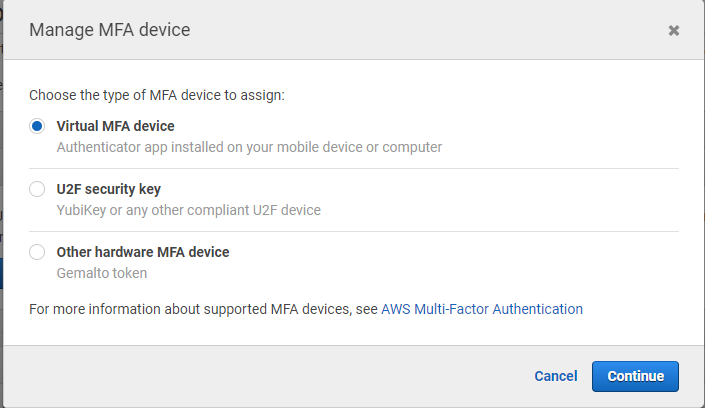 Manage MFA device
Choose the type of MFA device to assign:
Virtual MFA device
Authenticator app installed on your mobile device or computer
U2F security key
YubiKey or any other compliant U2F device
Other hardware MFA device
Gemalto token
For more information about supported MFA devices, see AWS Multi-Factor Authentication
Cancel
Continue